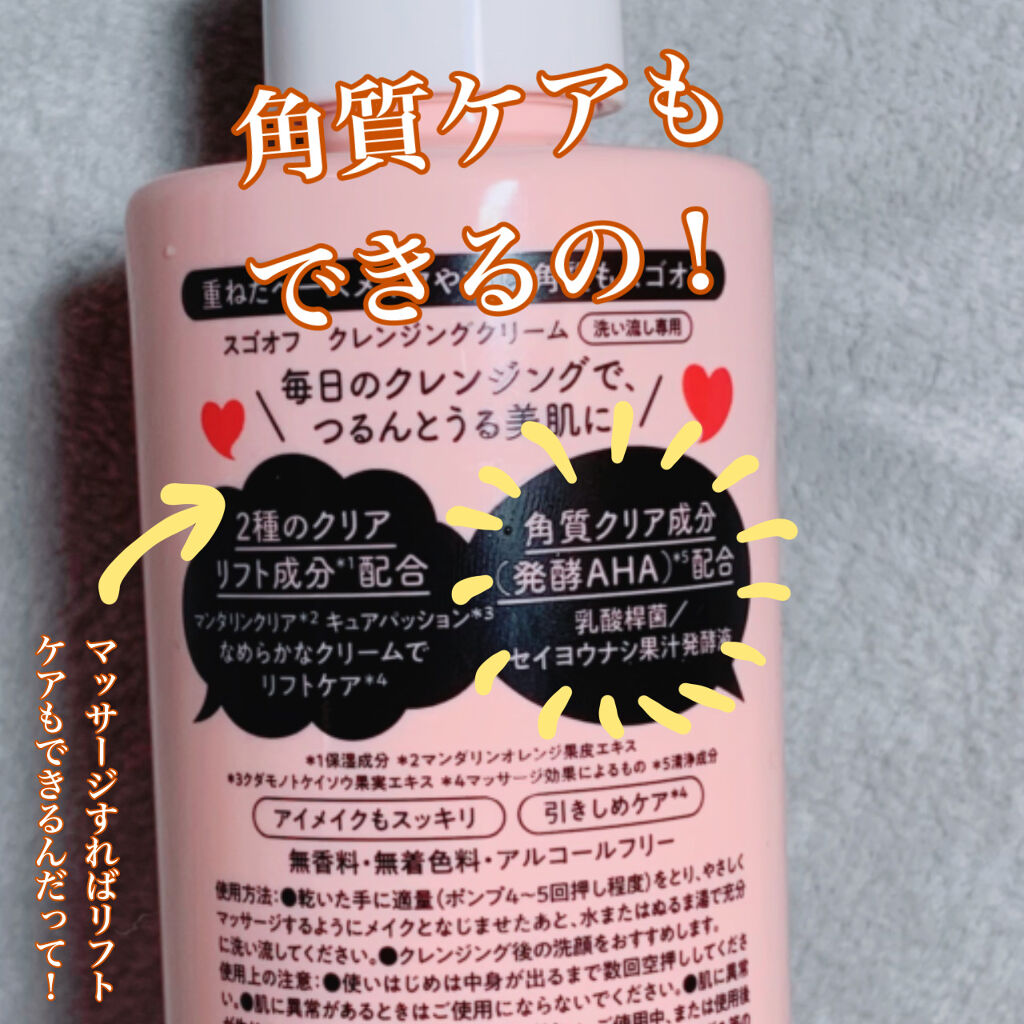 角質ケアも
できるの!
スゴオフ クレンジングクリーム 洗い流し専用
毎日のクレンジングで、
つるんとうる美肌に
2種のクリア
リフト成分*1配合
マンダリンクリア*2 キュアパッション*3
なめらかなクリームで
リフトケア*4
角質クリア成分
(発酵AHA)*5配合
乳酸桿菌/
セイヨウナシ果汁発酵液
*1保湿成分 *2マンダリンオレンジ果皮エキス
*3クダモノトケイソウ果実エキス *4マッサージ効果によるもの *5清浄成分
アイメイクもスッキリ
引きしめケア*4
無香料・無着色料・アルコールフリー
使用方法:●乾いた手に適量(ポンプ4〜5回押し程度)をとり、やさしく
マッサージするようにメイクとなじませたあと、水またはぬるま湯で充分
に洗い流してください。●クレンジング後の洗顔をおすすめします。
使用上の注意:●使いはじめは中身が出るまで数回空押ししてくださ
い。●肌に異常があるときはご使用にならないでください。●肌に異常
ご使用中、または使用後
マッサージすればリフト
ケアもできるんだって!